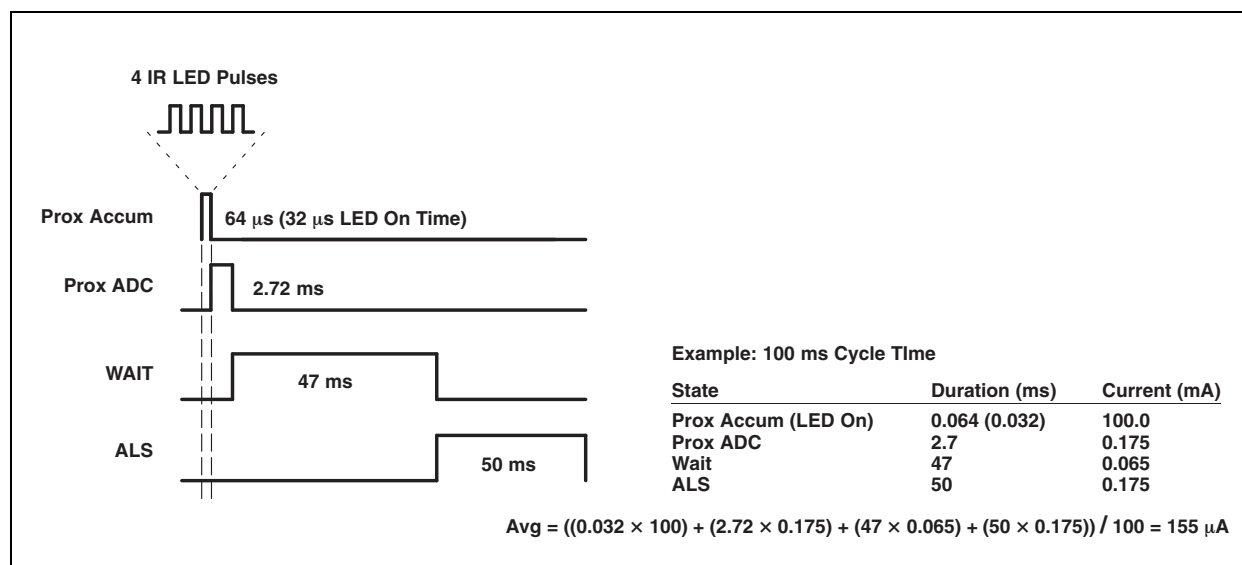 4 IR LED Pulses
Prox Accum
64 μs (32 μs LED On Time)
Prox ADC
2.72 ms
WAIT
47 ms
ALS
50 ms
Example: 100 ms Cycle TIme
State Duration (ms) Current (mA)
Prox Accum (LED On) 0.064 (0.032) 100.0
Prox ADC 2.7 0.175
Wait 47 0.065
ALS 50 0.175
Avg = ((0.032 × 100) + (2.72 × 0.175) + (47 × 0.065) + (50 × 0.175)) / 100 = 155 μA